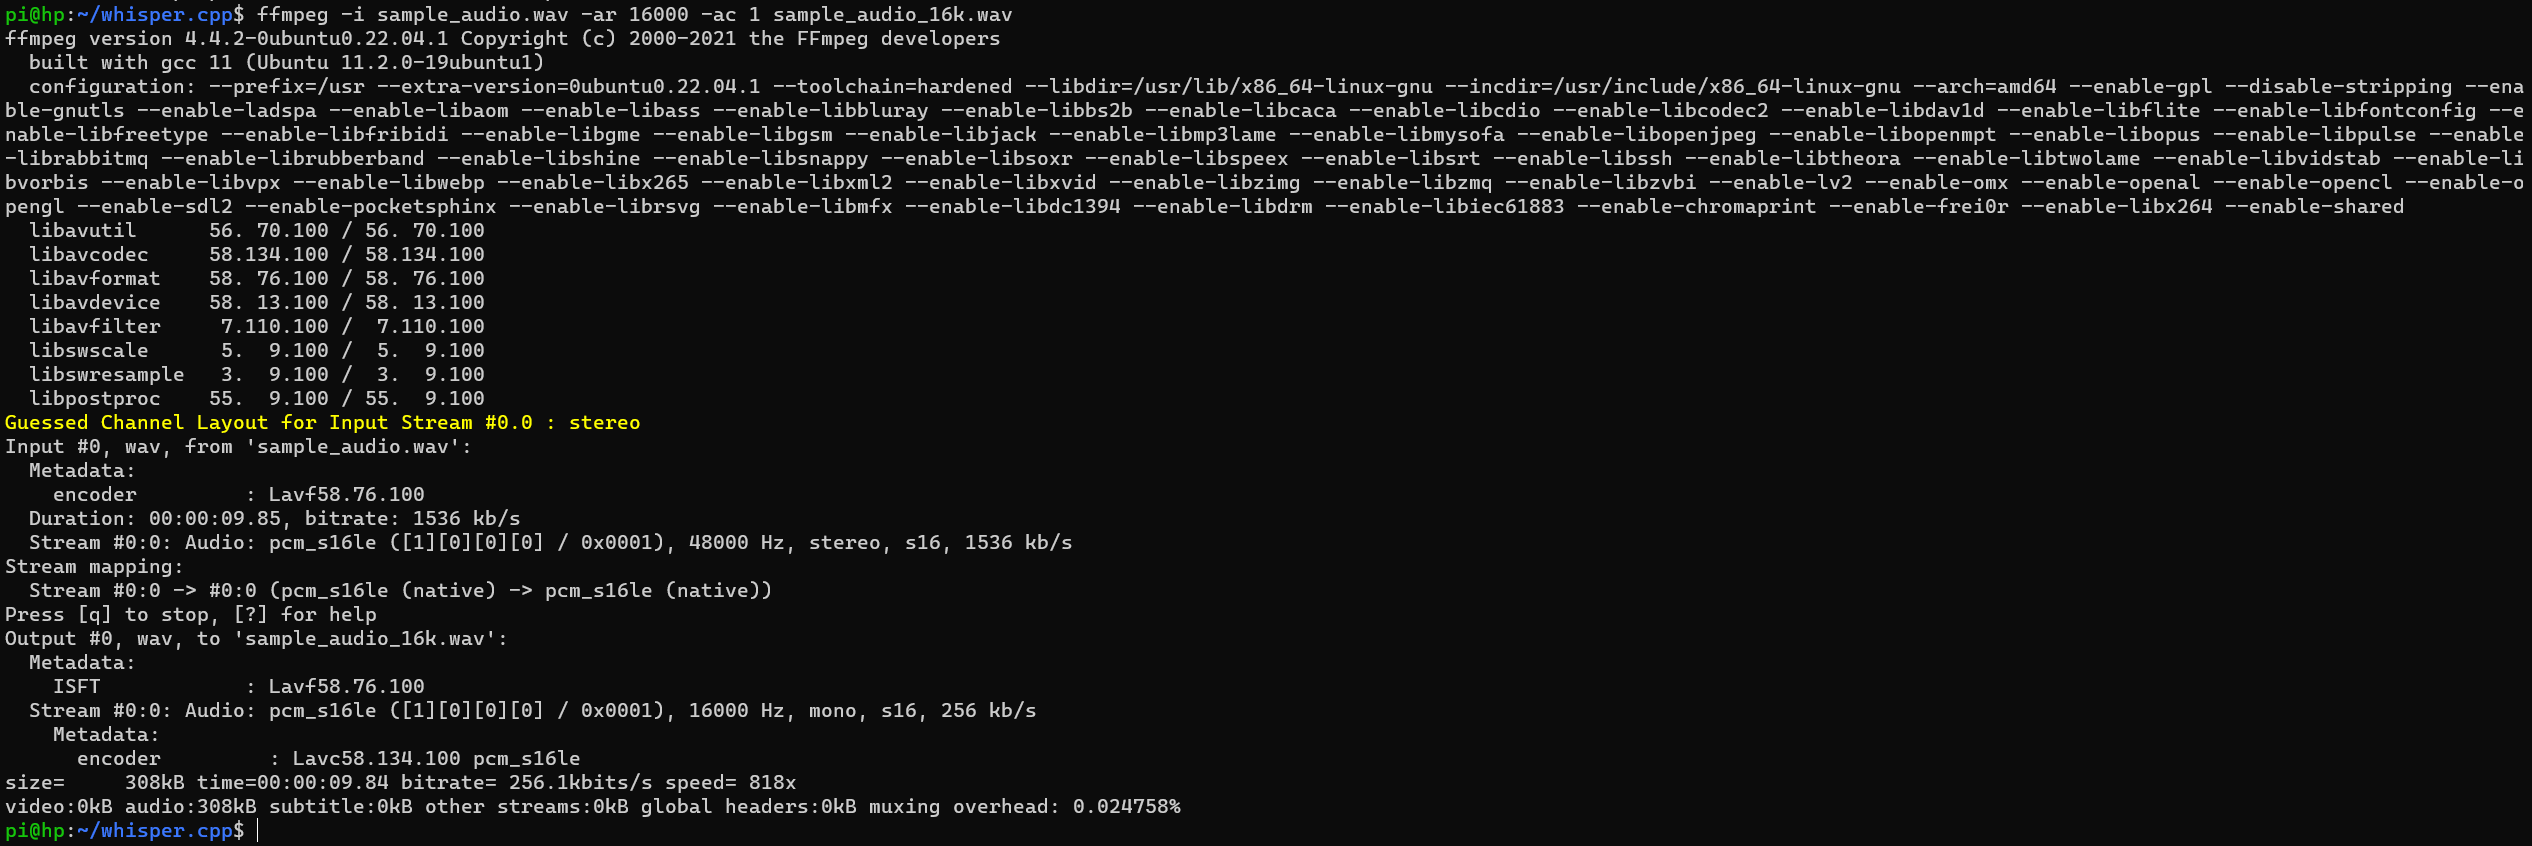 pi@hp:~/whisper.cpp$ ffmpeg -i sample_audio.wav -ar 16000 -ac 1 sample_audio_16k.wav
ffmpeg version 4.4.2-0ubuntu0.22.04.1 Copyright (c) 2000-2021 the FFmpeg developers
  built with gcc 11 (Ubuntu 11.2.0-19ubuntu1)
  configuration: --prefix=/usr --extra-version=0ubuntu0.22.04.1 --toolchain=hardened --libdir=/usr/lib/x86_64-linux-gnu --incdir=/usr/include/x86_64-linux-gnu --arch=amd64 --enable-gpl --disable-stripping --ena
ble-gnutls --enable-ladspa --enable-libaom --enable-libass --enable-libbluray --enable-libbs2b --enable-libcaca --enable-libcdio --enable-libcodec2 --enable-libdav1d --enable-libflite --enable-libfontconfig --e
nable-libfreetype --enable-libfribidi --enable-libgme --enable-libgsm --enable-libjack --enable-libmp3lame --enable-libmysofa --enable-libopenjpeg --enable-libopenmpt --enable-libopus --enable-libpulse --enable
-librabbitmq --enable-librubberband --enable-libshine --enable-libsnappy --enable-libsoxr --enable-libspeex --enable-libsrt --enable-libssh --enable-libtheora --enable-libtwolame --enable-libvidstab --enable-li
bvorbis --enable-libvpx --enable-libwebp --enable-libx265 --enable-libxml2 --enable-libxvid --enable-libzimg --enable-libzmq --enable-libzvbi --enable-lv2 --enable-omx --enable-openal --enable-opencl --enable-o
pengl --enable-sdl2 --enable-pocketsphinx --enable-librsvg --enable-libmfx --enable-libdc1394 --enable-libdrm --enable-libiec61883 --enable-chromaprint --enable-frei0r --enable-libx264 --enable-shared
  libavutil      56. 70.100 / 56. 70.100
  libavcodec     58.134.100 / 58.134.100
  libavformat    58. 76.100 / 58. 76.100
  libavdevice    58. 13.100 / 58. 13.100
  libavfilter     7.110.100 /  7.110.100
  libswscale      5.  9.100 /  5.  9.100
  libswresample   3.  9.100 /  3.  9.100
  libpostproc    55.  9.100 / 55.  9.100
Guessed Channel Layout for Input Stream #0.0 : stereo
Input #0, wav, from 'sample_audio.wav':
  Metadata:
    encoder         : Lavf58.76.100
  Duration: 00:00:09.85, bitrate: 1536 kb/s
  Stream #0:0: Audio: pcm_s16le ([1][0][0][0] / 0x0001), 48000 Hz, stereo, s16, 1536 kb/s
Stream mapping:
  Stream #0:0 -> #0:0 (pcm_s16le (native) -> pcm_s16le (native))
Press [q] to stop, [?] for help
Output #0, wav, to 'sample_audio_16k.wav':
  Metadata:
    ISFT            : Lavf58.76.100
  Stream #0:0: Audio: pcm_s16le ([1][0][0][0] / 0x0001), 16000 Hz, mono, s16, 256 kb/s
    Metadata:
      encoder         : Lavc58.134.100 pcm_s16le
size=     308kB time=00:00:09.84 bitrate= 256.1kbits/s speed= 818x
video:0kB audio:308kB subtitle:0kB other streams:0kB global headers:0kB muxing overhead: 0.024758%
pi@hp:~/whisper.cpp$